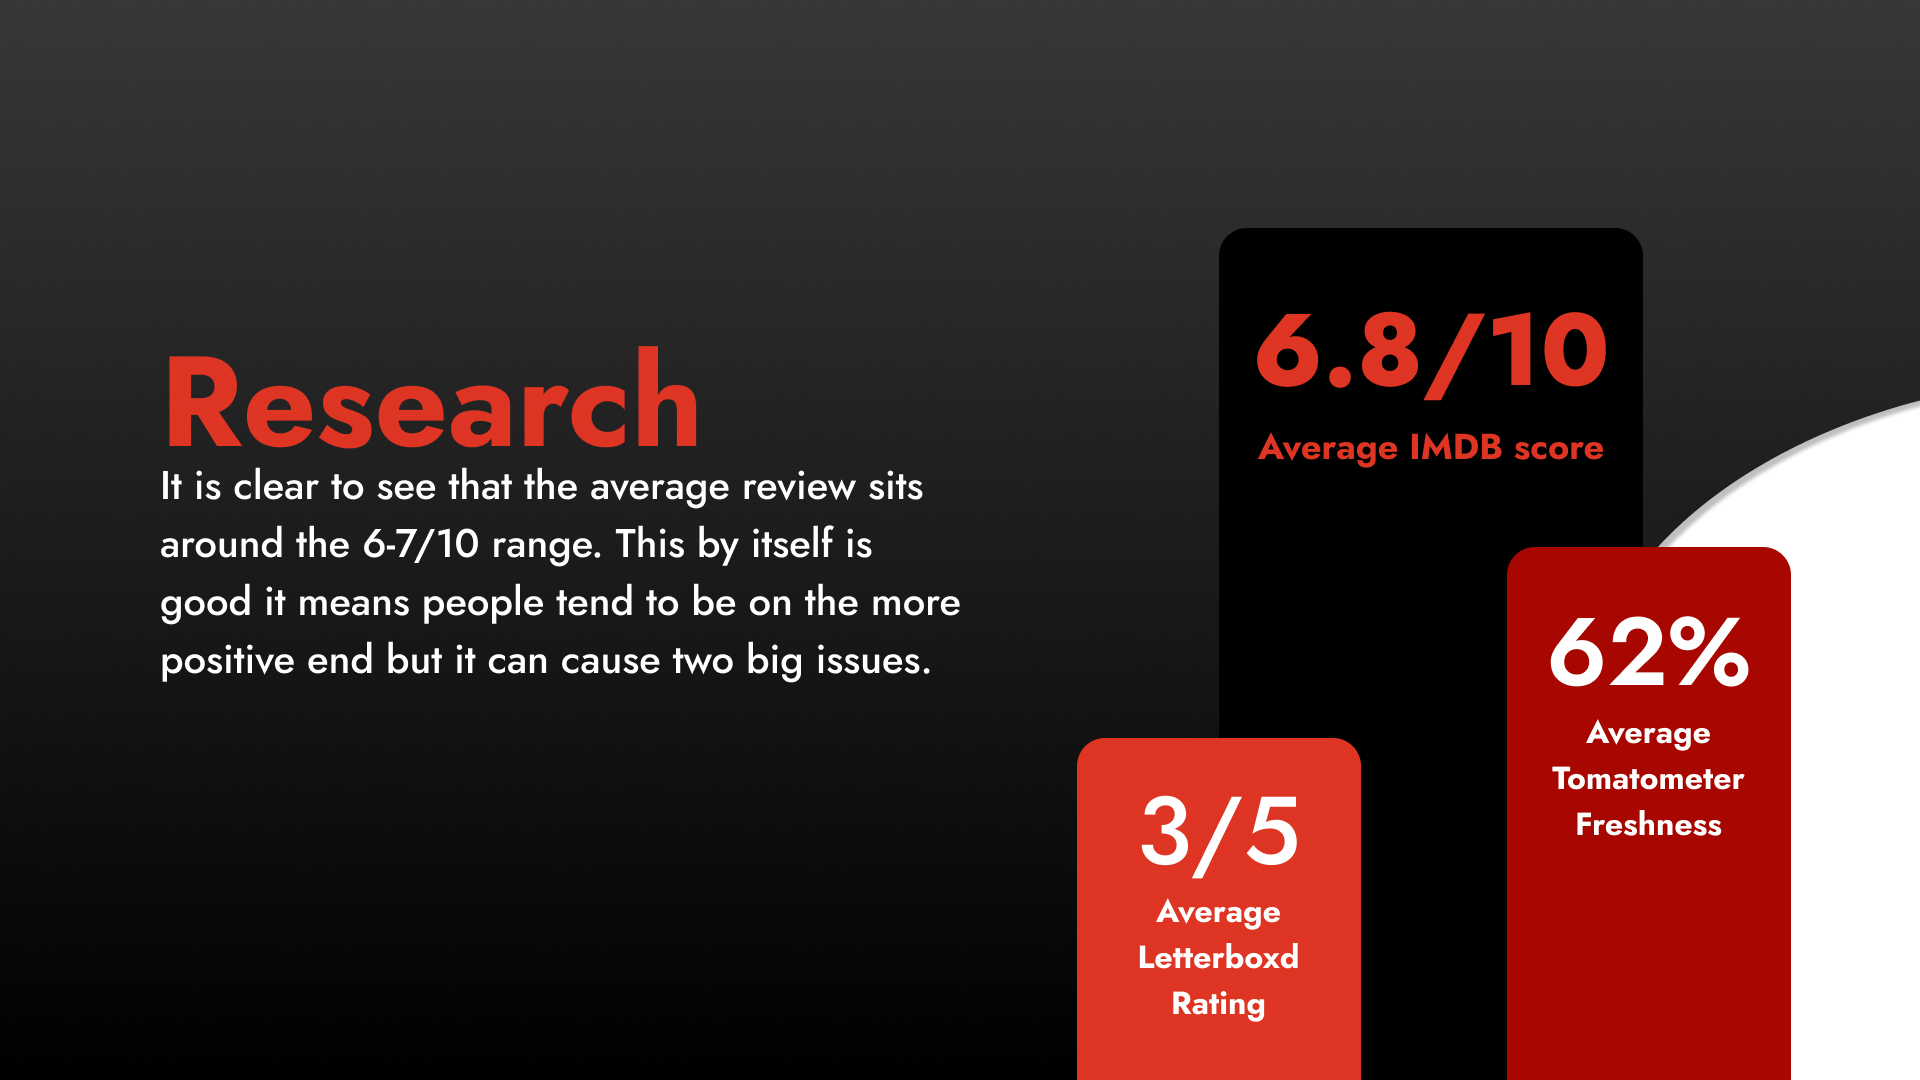 Research
It is clear to see that the average review sits
around the 6-7/10 range. This by itself is
good it means people tend to be on the more
positive end but it can cause two big issues.
6.8/10
Average IMDB score
62%
Average
Tomatometer
Freshness
3/5
Average
Letterboxd
Rating